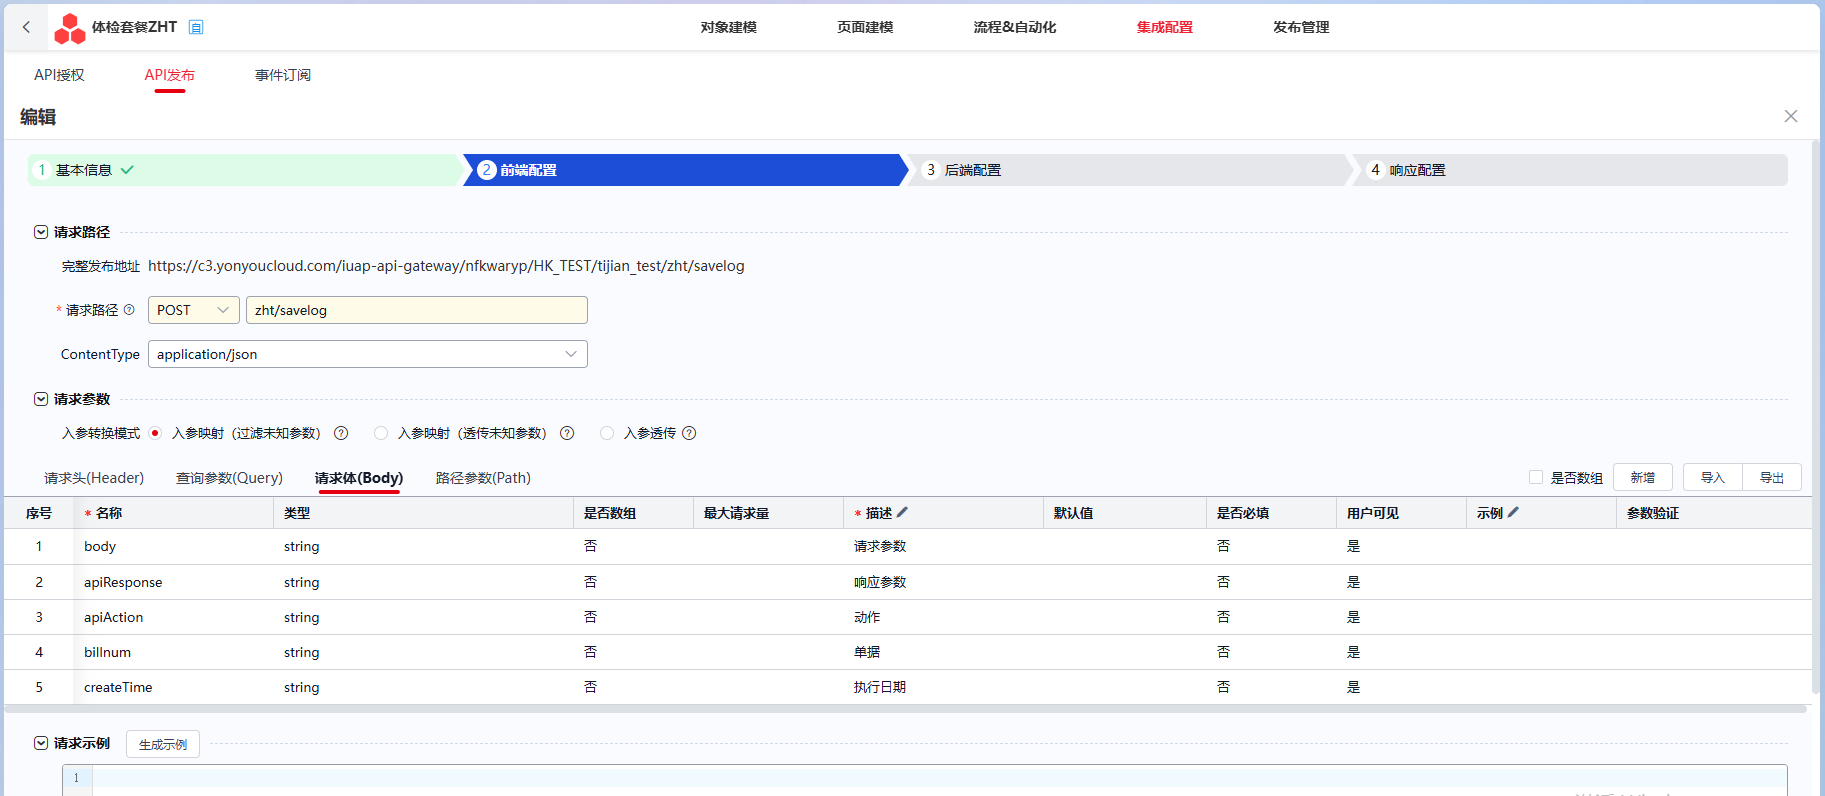 体检套餐ZHT 自 对象建模 页面建模 流程&自动化 集成配置 发布管理
API授权 API发布 事件订阅
编辑
1 基本信息 2 前端配置 3 后端配置 4 响应配置
请求路径
完整发布地址 https://c3.yonyoucloud.com/iuap-api-gateway/nfkwaryp/HK_TEST/tijian_test/zht/savelog
* 请求路径 POST zht/savelog
ContentType application/json
请求参数
入参转换模式 入参映射（过滤未知参数） 入参映射（透传未知参数） 入参透传
请求头(Header) 查询参数(Query) 请求体(Body) 路径参数(Path) 是否数组 新增 导入 导出
序号 * 名称 类型 是否数组 最大请求量 * 描述 默认值 是否必填 用户可见 示例 参数验证
1 body string 否 请求参数 否 是
2 apiResponse string 否 响应参数 否 是
3 apiAction string 否 动作 否 是
4 billnum string 否 单据 否 是
5 createTime string 否 执行日期 否 是
请求示例 生成示例
1